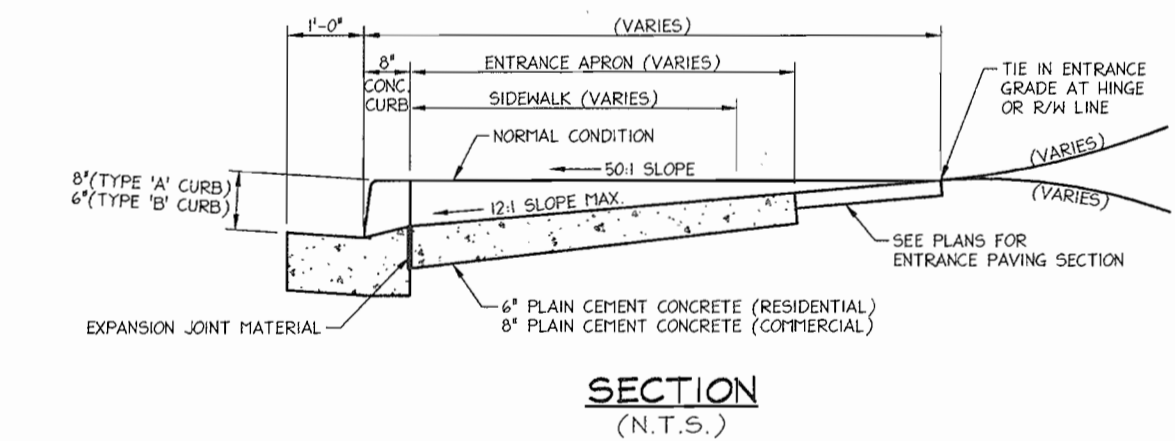 1'-0"
(VARIES)
8"
CONC.
CURB
ENTRANCE APRON (VARIES)
SIDEWALK (VARIES)
TIE IN ENTRANCE
GRADE AT HINGE
OR R/W LINE
NORMAL CONDITION
50:1 SLOPE
(VARIES)
(VARIES)
8"(TYPE 'A' CURB)
6"(TYPE 'B' CURB)
12:1 SLOPE MAX.
SEE PLANS FOR
ENTRANCE PAVING SECTION
6" PLAIN CEMENT CONCRETE (RESIDENTIAL)
8" PLAIN CEMENT CONCRETE (COMMERCIAL)
EXPANSION JOINT MATERIAL
SECTION
(N.T.S.)